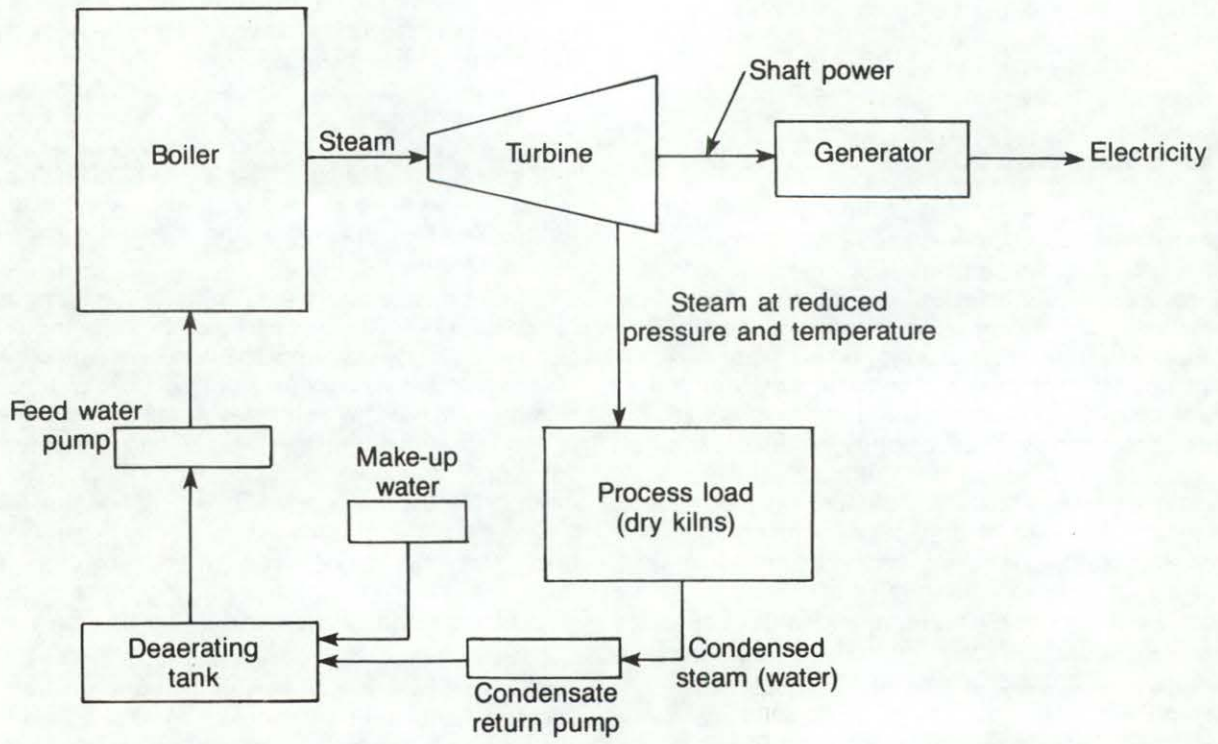 Shaft power
Boiler
Steam
Turbine
Generator
Electricity
Steam at reduced
pressure and temperature
Feed water
pump
Make-up
water
Process load
(dry kilns)
Deaerating
tank
Condensate
return pump
Condensed
steam (water)